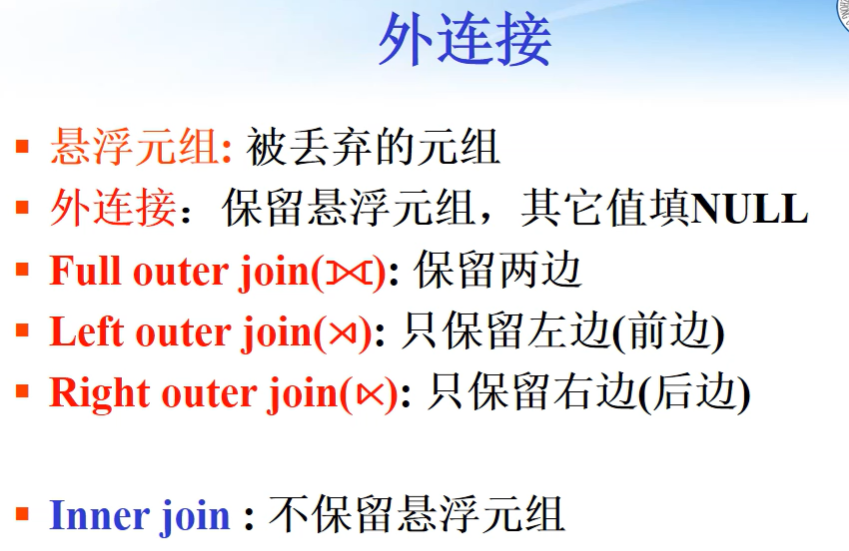 外连接
悬浮元组: 被丢弃的元组
外连接：保留悬浮元组，其它值填NULL
Full outer join(⟗): 保留两边
Left outer join(⋊): 只保留左边(前边)
Right outer join(⋉): 只保留右边(后边)
Inner join : 不保留悬浮元组